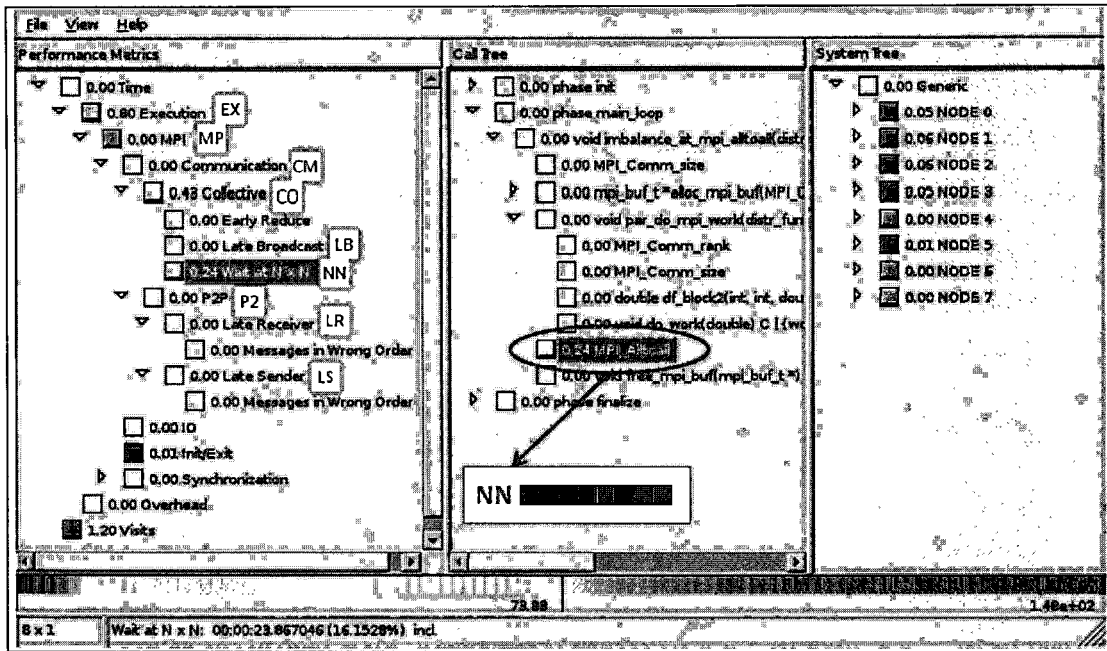 File View Help
Performance Metrics
0.00 Time
0.80 Execution EX
0.00 MPI MP
0.00 Communication CM
0.43 Collective CO
0.00 Early Reduce
0.00 Late Broadcast LB
0.23 Wait at N x N NN
0.00 P2P P2
0.00 Late Receiver LR
0.00 Messages in Wrong Order
0.00 Late Sender LS
0.00 Messages in Wrong Order
0.00 IO
0.01 Init/Exit
0.00 Synchronization
0.00 Overhead
1.20 Visits
Call Tree
0.00 phase init
0.00 phase main_loop
0.00 void imbalance_at_mpi_alltoall(distr_
0.00 MPI_Comm_size
0.00 mpi_buf_t *alloc_mpi_buf(MPI_D
0.00 void par_do_mpi_work(distr_fun
0.00 MPI_Comm_rank
0.00 MPI_Comm_size
0.00 double df_block2(int, int, dou
0.00 void do_work(double) C [{wo
0.24 MPI_Alltoall
0.00 void free_mpi_buf(mpi_buf_t *)
0.00 phase finalize
NN
System Tree
0.00 Generic
0.05 NODE 0
0.06 NODE 1
0.06 NODE 2
0.05 NODE 3
0.00 NODE 4
0.01 NODE 5
0.00 NODE 6
0.00 NODE 7
73.88
1.48e+02
8 x 1
Wait at N x N: 00:00:23.867046 (16.1528%) incl.